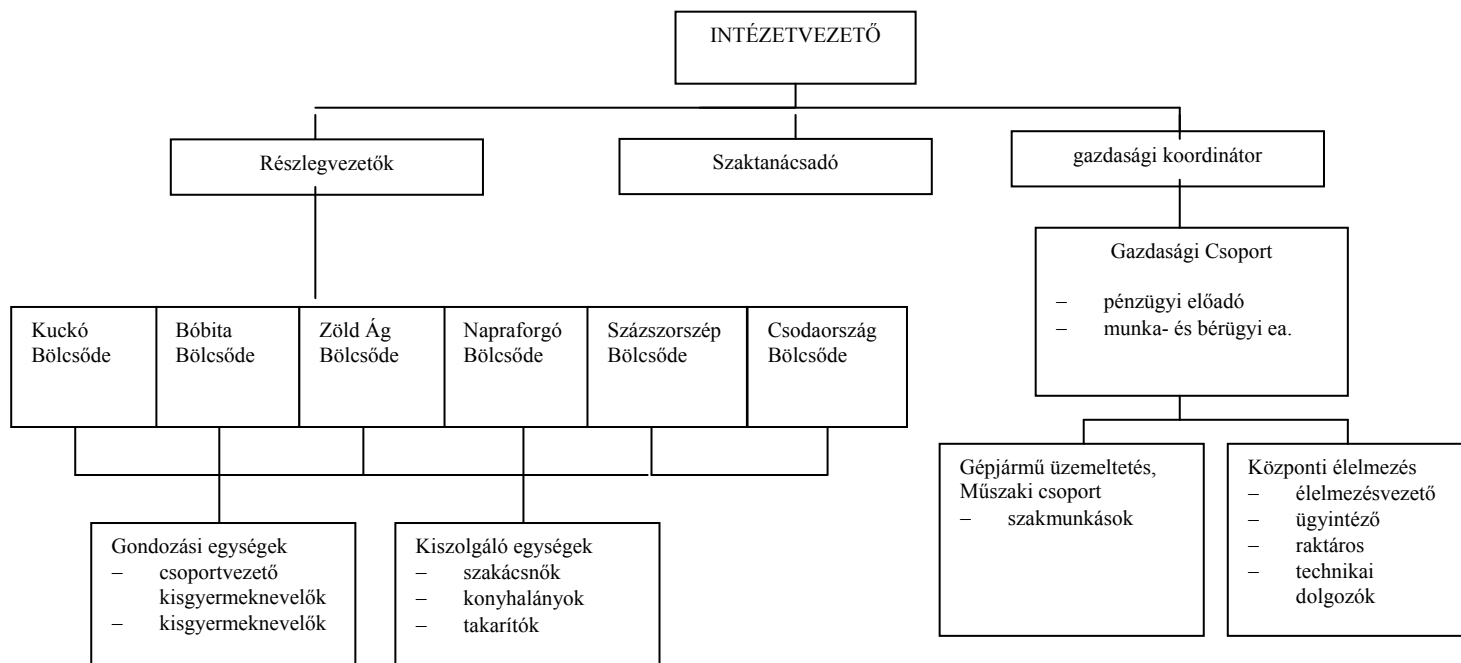 INTÉZETVEZETŐ
Részlegvezetők
Szaktanácsadó
gazdasági koordinátor
Gazdasági Csoport
– pénzügyi előadó
– munka- és bérügyi ea.
Kuckó
Bölcsőde
Bóbita
Bölcsőde
Zöld Ág
Bölcsőde
Napraforgó
Bölcsőde
Százszorszép
Bölcsőde
Csodaország
Bölcsőde
Gondozási egységek
– csoportvezető
kisgyermeknevelők
– kisgyermeknevelők
Kiszolgáló egységek
– szakácsnők
– konyhalányok
– takarítók
Gépjármű üzemeltetés,
Műszaki csoport
– szakmunkások
Központi élelmezés
– élelmezésvezető
– ügyintéző
– raktáros
– technikai
dolgozók